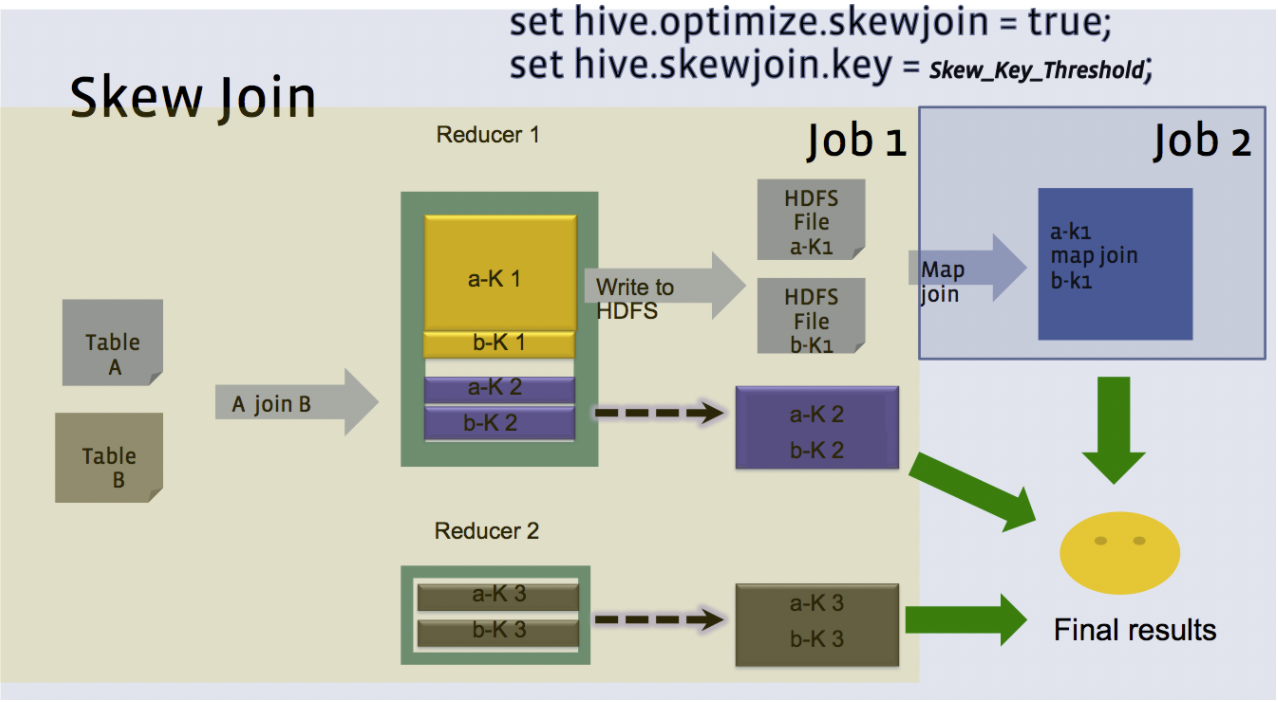 set hive.optimize.skewjoin = true;
set hive.skewjoin.key = Skew_Key_Threshold;
Skew Join
Reducer 1
Job 1
Job 2
a-K 1
b-K 1
a-K 2
b-K 2
Write to
HDFS
HDFS
File
a-K1
HDFS
File
b-K1
Map
join
a-k1
map join
b-k1
Table
A
Table
B
A join B
a-K 2
b-K 2
Reducer 2
a-K 3
b-K 3
a-K 3
b-K 3
Final results